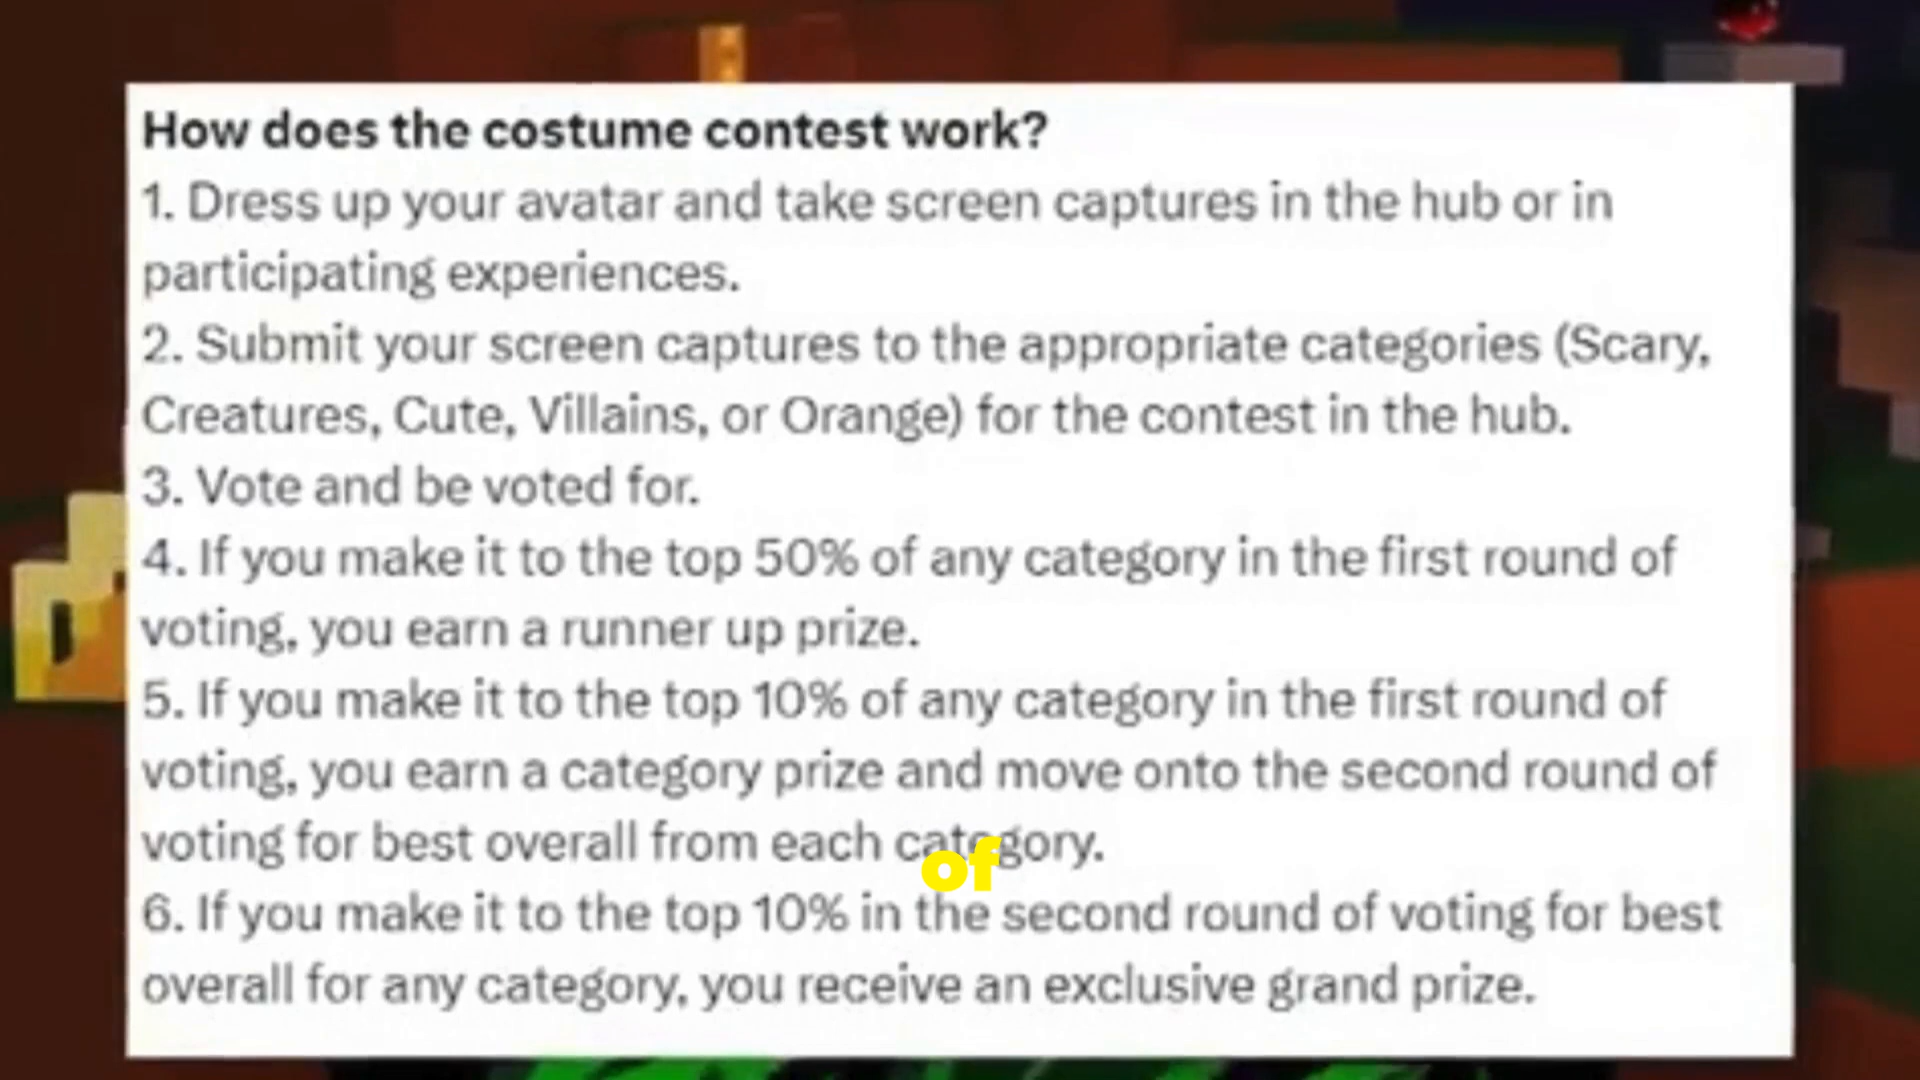 How does the costume contest work?
1. Dress up your avatar and take screen captures in the hub or in
participating experiences.
2. Submit your screen captures to the appropriate categories (Scary,
Creatures, Cute, Villains, or Orange) for the contest in the hub.
3. Vote and be voted for.
4. If you make it to the top 50% of any category in the first round of
voting, you earn a runner up prize.
5. If you make it to the top 10% of any category in the first round of
voting, you earn a category prize and move onto the second round of
voting for best overall from each category.
of
6. If you make it to the top 10% in the second round of voting for best
overall for any category, you receive an exclusive grand prize.